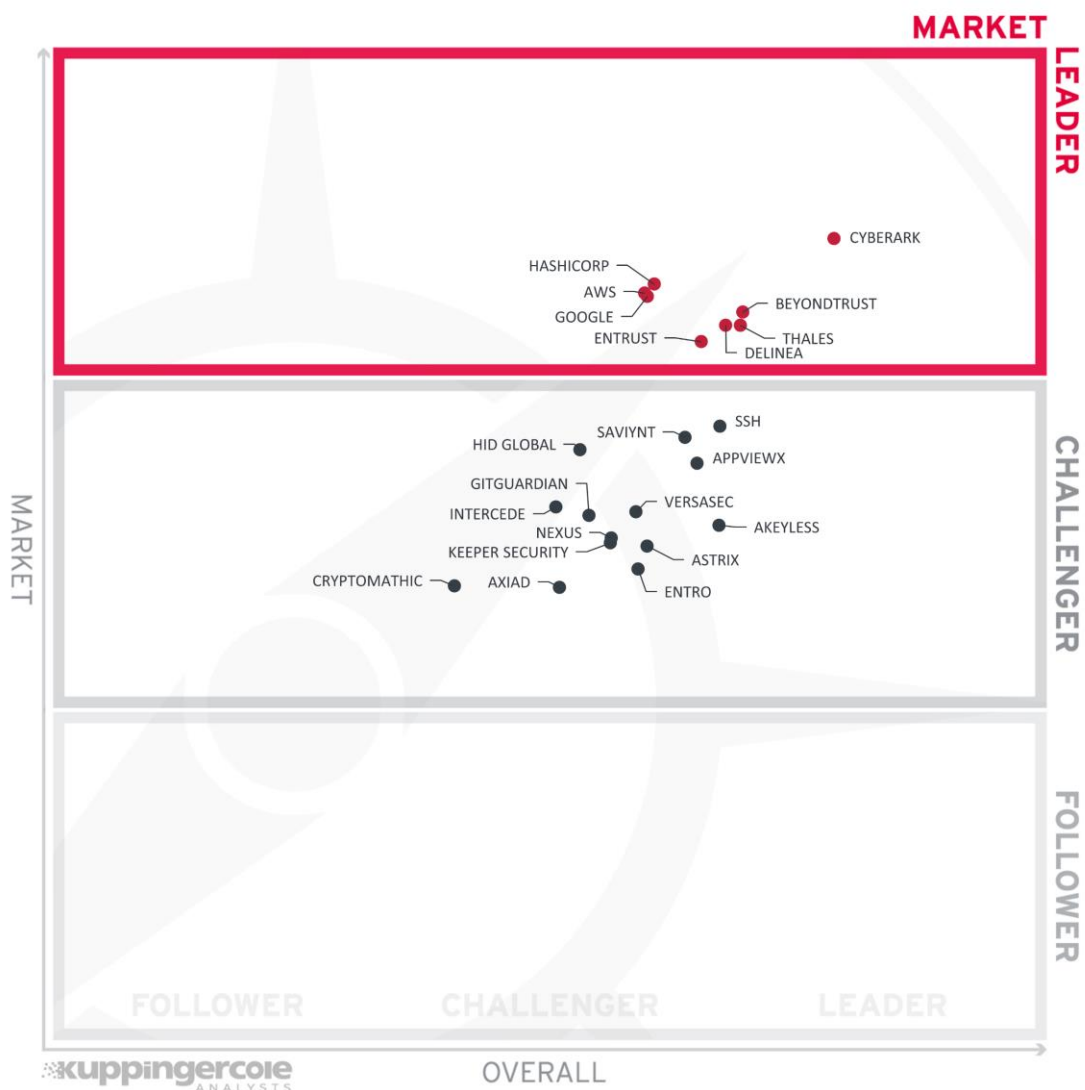 MARKET
LEADER
CYBERARK
HASHICORP
AWS
GOOGLE
BEYONDTRUST
ENTRUST
THALES
DELINEA
SSH
SAVIYNT
HID GLOBAL
APPVIEWX
GITGUARDIAN
VERSASEC
INTERCEDE
AKEYLESS
NEXUS
KEEPER SECURITY
ASTRIX
CRYPTOMATHIC
AXIAD
ENTRO
CHALLENGER
MARKET
FOLLOWER
FOLLOWER
CHALLENGER
LEADER
kuppingercole
ANALYSTS
OVERALL